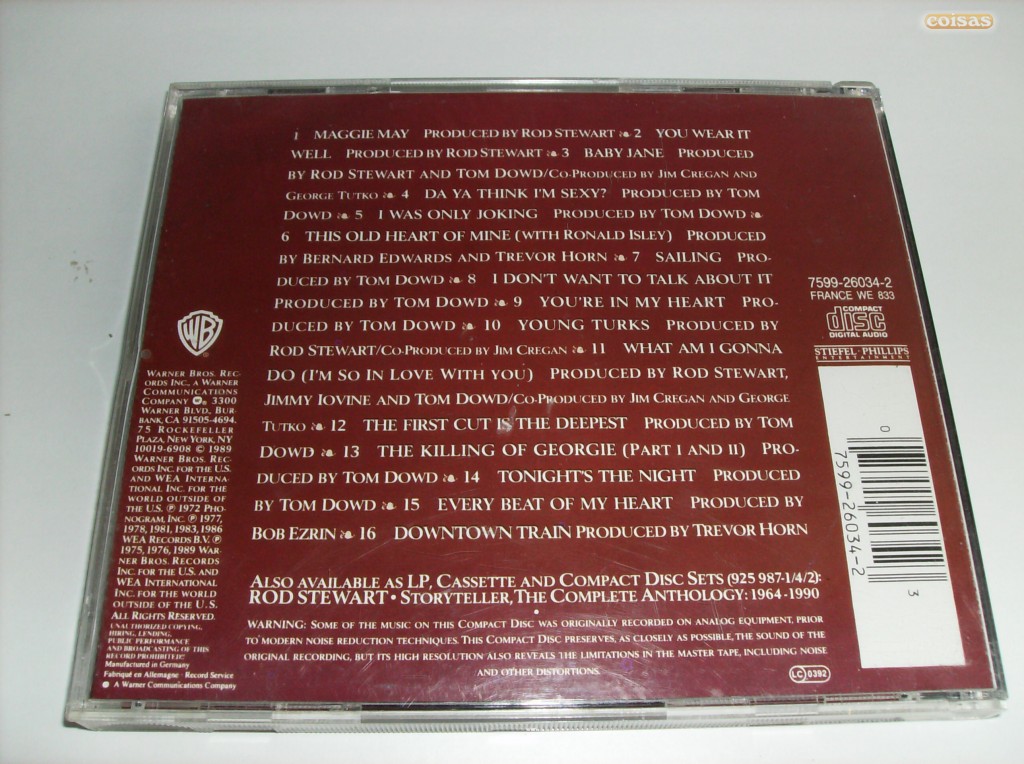 coisas
1 MAGGIE MAY PRODUCED BY ROD STEWART ❧ 2 YOU WEAR IT
WELL PRODUCED BY ROD STEWART ❧ 3 BABY JANE PRODUCED
BY ROD STEWART AND TOM DOWD/CO-PRODUCED BY JIM CREGAN AND
GEORGE TUTKO ❧ 4 DA YA THINK I'M SEXY? PRODUCED BY TOM
DOWD ❧ 5 I WAS ONLY JOKING PRODUCED BY TOM DOWD ❧
6 THIS OLD HEART OF MINE (WITH RONALD ISLEY) PRODUCED
BY BERNARD EDWARDS AND TREVOR HORN ❧ 7 SAILING PRO-
DUCED BY TOM DOWD ❧ 8 I DON'T WANT TO TALK ABOUT IT
PRODUCED BY TOM DOWD ❧ 9 YOU'RE IN MY HEART PRO-
DUCED BY TOM DOWD ❧ 10 YOUNG TURKS PRODUCED BY
ROD STEWART/CO-PRODUCED BY JIM CREGAN ❧ 11 WHAT AM I GONNA
DO (I'M SO IN LOVE WITH YOU) PRODUCED BY ROD STEWART,
JIMMY IOVINE AND TOM DOWD/CO-PRODUCED BY JIM CREGAN AND GEORGE
TUTKO ❧ 12 THE FIRST CUT IS THE DEEPEST PRODUCED BY TOM
DOWD ❧ 13 THE KILLING OF GEORGIE (PART I AND II) PRO-
DUCED BY TOM DOWD ❧ 14 TONIGHT'S THE NIGHT PRODUCED
BY TOM DOWD ❧ 15 EVERY BEAT OF MY HEART PRODUCED BY
BOB EZRIN ❧ 16 DOWNTOWN TRAIN PRODUCED BY TREVOR HORN
ALSO AVAILABLE AS LP, CASSETTE AND COMPACT DISC SETS (925 987-1/4/2):
ROD STEWART • STORYTELLER, THE COMPLETE ANTHOLOGY: 1964-1990
WARNING: SOME OF THE MUSIC ON THIS COMPACT DISC WAS ORIGINALLY RECORDED ON ANALOG EQUIPMENT, PRIOR
TO MODERN NOISE REDUCTION TECHNIQUES. THIS COMPACT DISC PRESERVES, AS CLOSELY AS POSSIBLE, THE SOUND OF
THE ORIGINAL RECORDING, BUT ITS HIGH RESOLUTION ALSO REVEALS THE LIMITATIONS IN THE MASTER TAPE, INCLUDING NOISE
AND OTHER DISTORTIONS.
WB
WARNER BROS. REC-
ORDS INC., A WARNER
COMMUNICATIONS
COMPANY 3300
WARNER BLVD., BUR-
BANK, CA 91505-4694.
75 ROCKEFELLER
PLAZA, NEW YORK, NY
10019-6908 © 1989
WARNER BROS. REC-
ORDS INC. FOR THE U.S.
AND WEA INTERNA-
TIONAL INC. FOR THE
WORLD OUTSIDE OF
THE U.S. ℗ 1972 PHO-
NOGRAM, INC. ℗ 1977,
1978, 1981, 1983, 1986
WEA RECORDS B.V. ℗
1975, 1976, 1989 WAR-
NER BROS. RECORDS
INC. FOR THE U.S. AND
WEA INTERNATIONAL
INC. FOR THE WORLD
OUTSIDE OF THE U.S.
ALL RIGHTS RESERVED.
UNAUTHORIZED COPYING,
HIRING, LENDING,
PUBLIC PERFORMANCE
AND BROADCASTING OF THIS
RECORD PROHIBITED!
Manufactured in Germany
Fabriqué en Allemagne · Record Service
A Warner Communications Company
7599-26034-2
FRANCE WE 833
COMPACT
disc
DIGITAL AUDIO
STIEFEL·PHILLIPS
ENTERTAINMENT
0
7599-26034-2
3
LC 0392